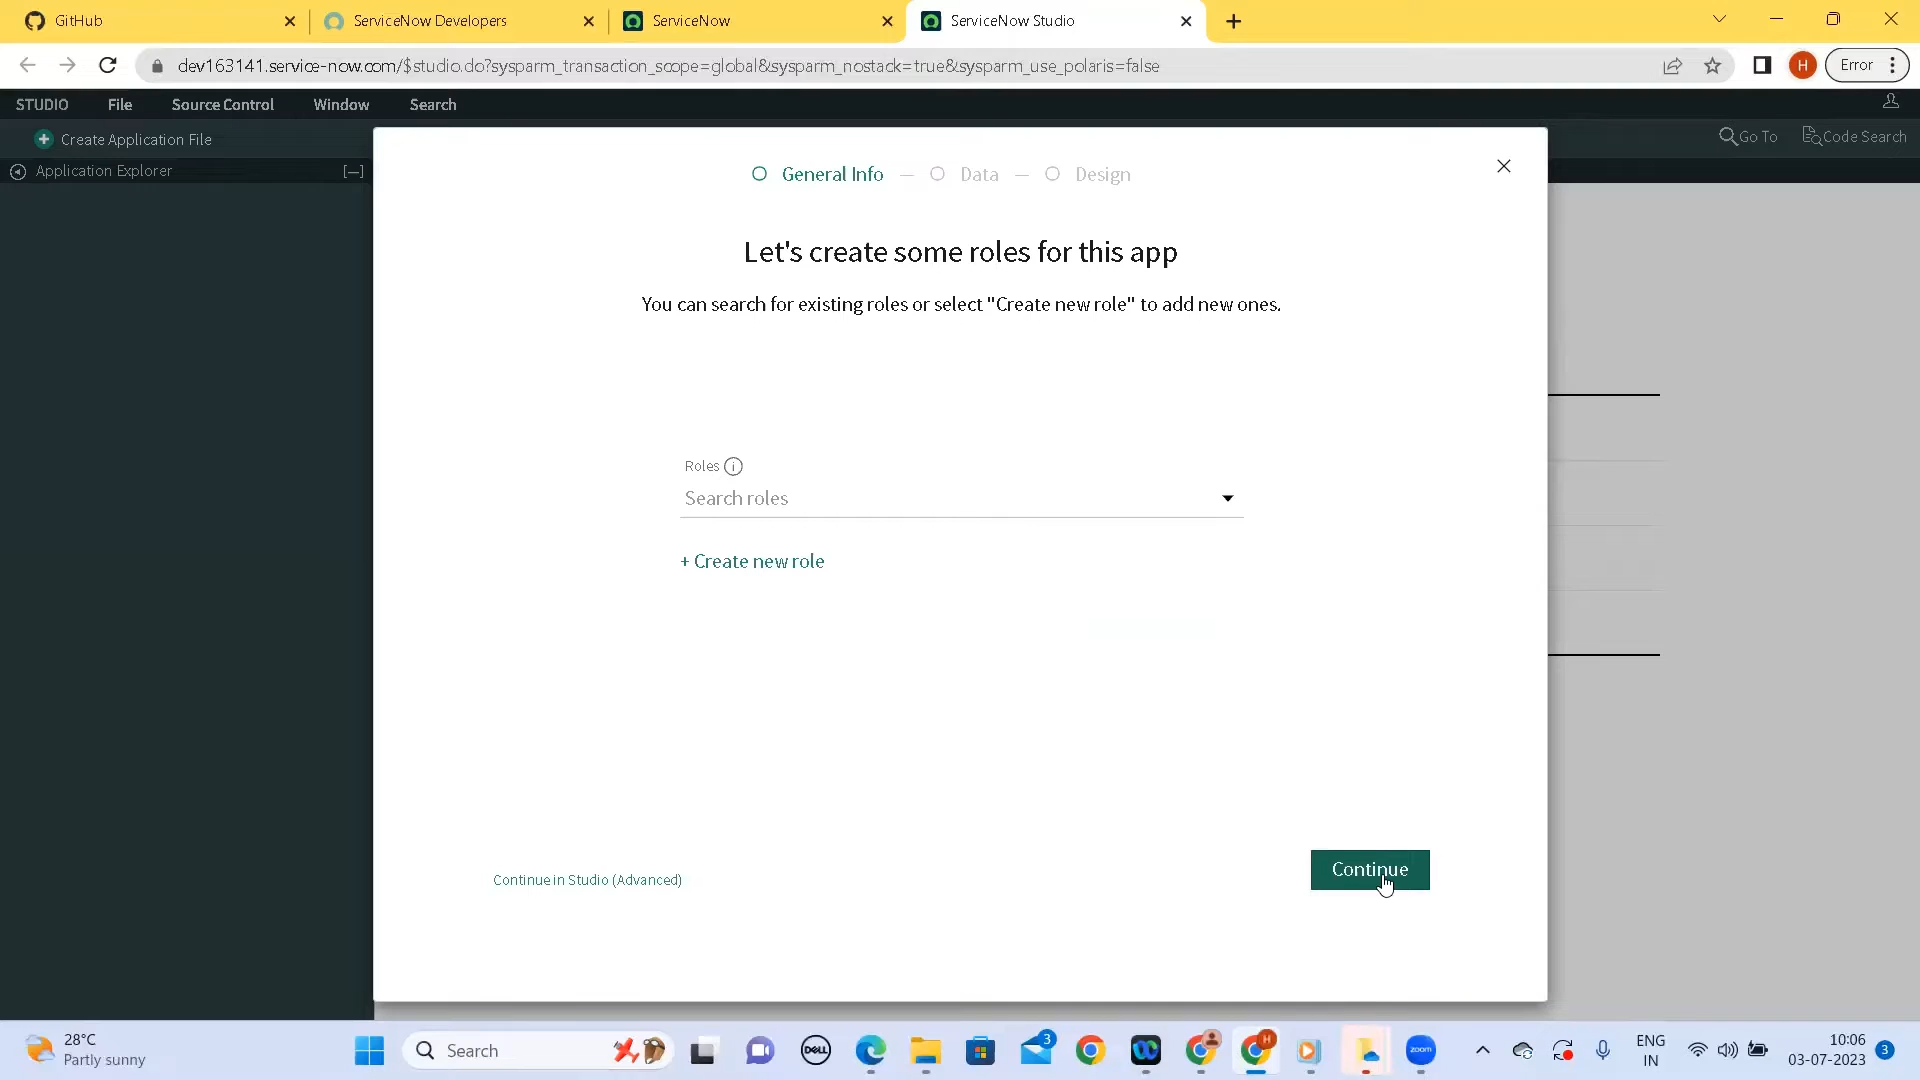 GitHub
ServiceNow Developers
ServiceNow
ServiceNow Studio
dev163141.service-now.com/$studio.do?sysparm_transaction_scope=global&sysparm_nostack=true&sysparm_use_polaris=false
H
Error
STUDIO File Source Control Window Search
Create Application File
Go To
Code Search
Application Explorer
[—]
General Info — Data — Design
Let's create some roles for this app
You can search for existing roles or select "Create new role" to add new ones.
Roles
Search roles
+ Create new role
Continue in Studio (Advanced)
Continue
28°C
Partly sunny
Search
DELL
3
H
zoom
ENG
IN
10:06
03-07-2023
3